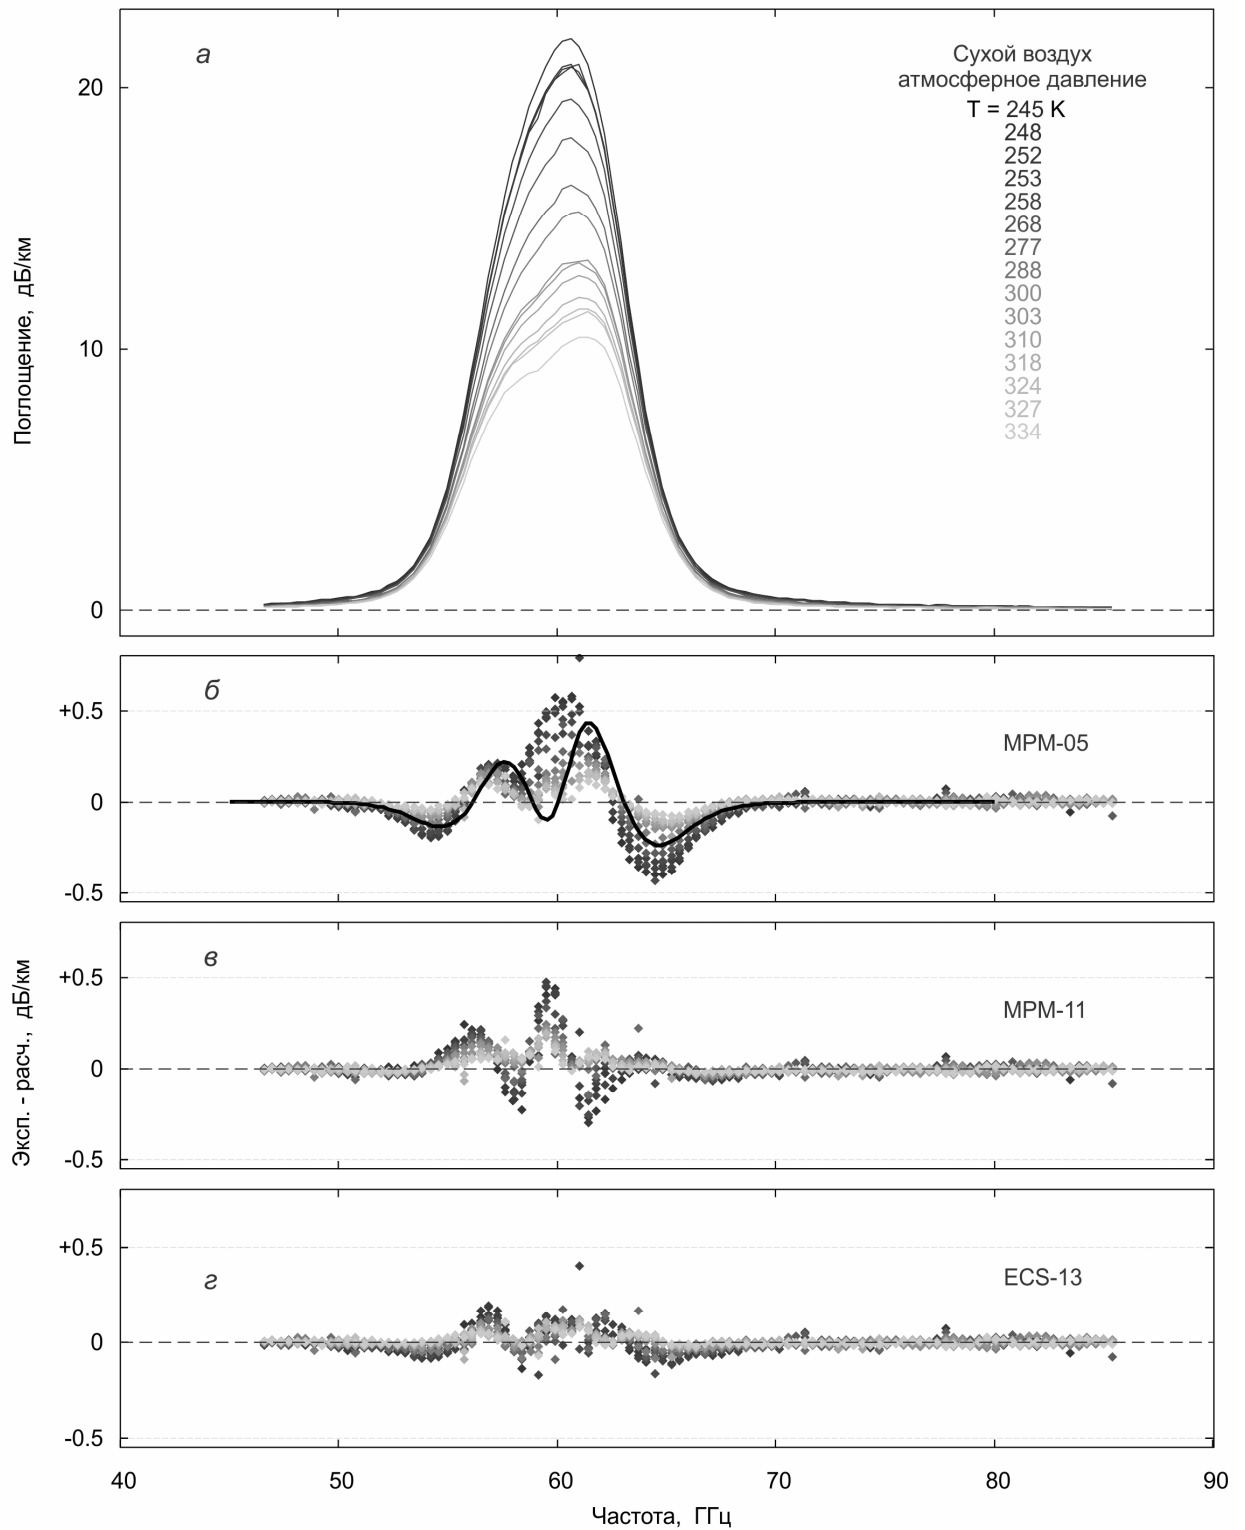 а
Сухой воздух
атмосферное давление
T = 245 K
248
252
253
258
268
277
288
300
303
310
318
324
327
334
20
10
0
Поглощение, дБ/км
б
MPM-05
+0.5
0
-0.5
в
MPM-11
+0.5
0
-0.5
Эксп. - расч., дБ/км
г
ECS-13
+0.5
0
-0.5
40 50 60 70 80 90
Частота, ГГц